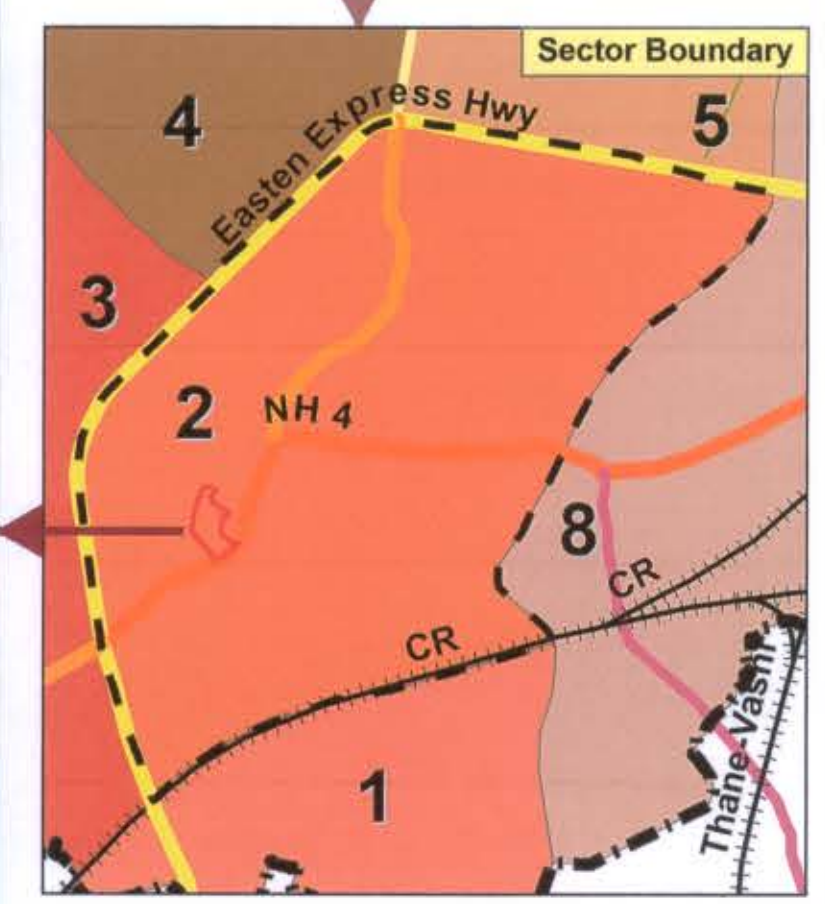 Sector Boundary
4
Easten Express Hwy
5
3
2
NH 4
8
CR
CR
Thane-Vashi
1